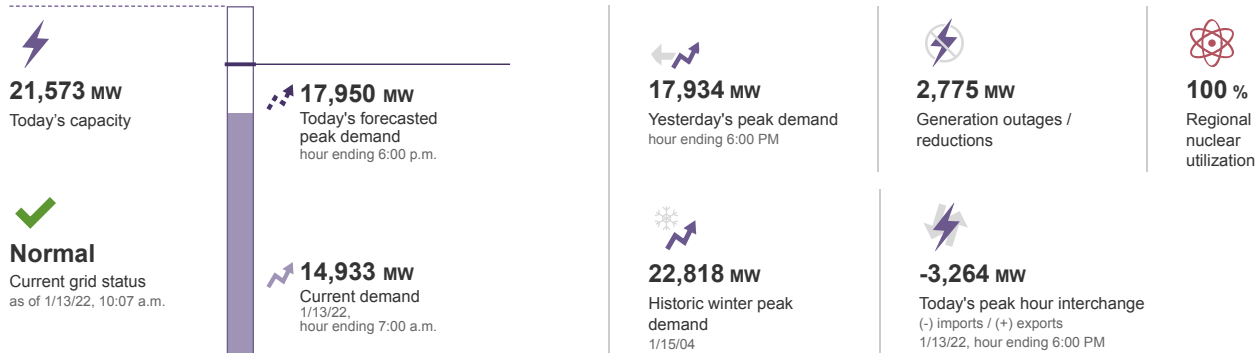 21,573 MW
Today's capacity
Normal
Current grid status
as of 1/13/22, 10:07 a.m.
17,950 MW
Today's forecasted
peak demand
hour ending 6:00 p.m.
14,933 MW
Current demand
1/13/22,
hour ending 7:00 a.m.
17,934 MW
Yesterday's peak demand
hour ending 6:00 PM
2,775 MW
Generation outages /
reductions
100 %
Regional
nuclear
utilization
22,818 MW
Historic winter peak
demand
1/15/04
-3,264 MW
Today's peak hour interchange
(-) imports / (+) exports
1/13/22, hour ending 6:00 PM